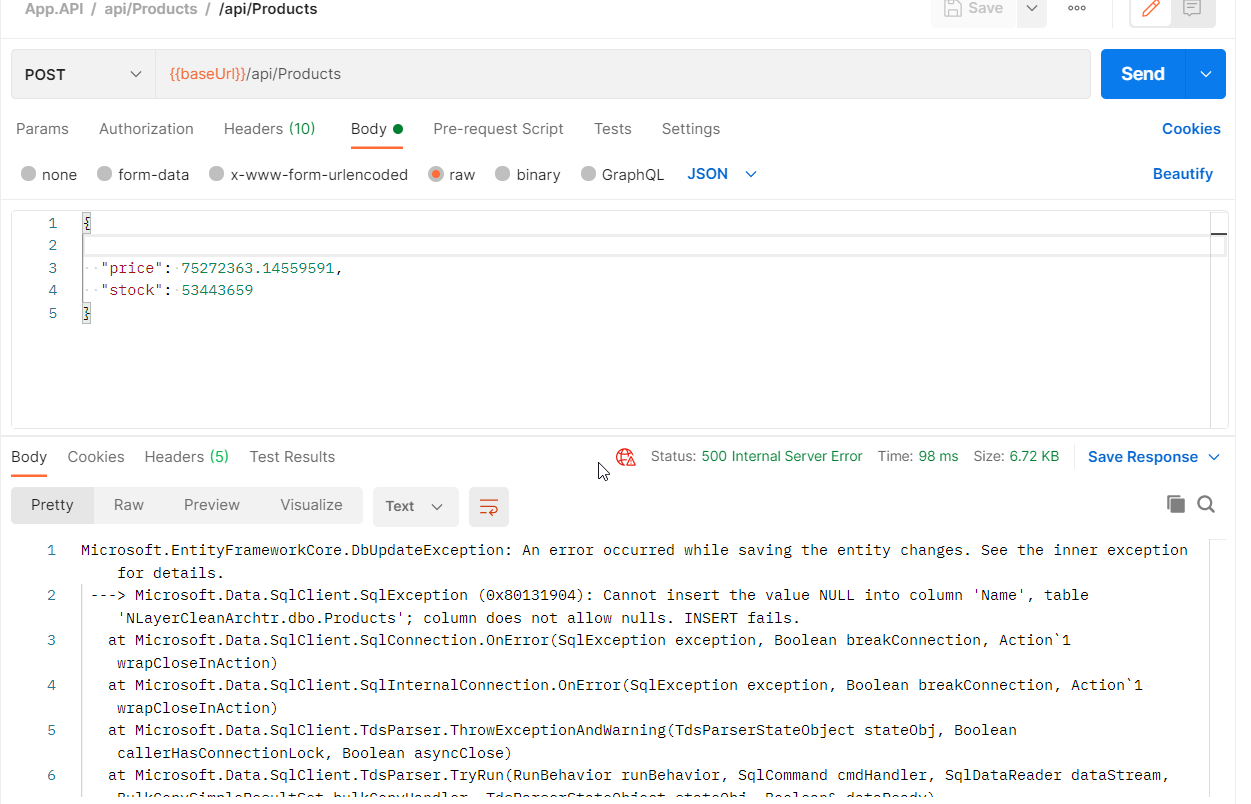 App.API / api/Products / /api/Products
Save
POST
{{baseUrl}}/api/Products
Send
Params Authorization Headers (10) Body Pre-request Script Tests Settings Cookies
none form-data x-www-form-urlencoded raw binary GraphQL JSON Beautify
1 {
2
3 "price": 75272363.14559591,
4 "stock": 53443659
5 }
Body Cookies Headers (5) Test Results Status: 500 Internal Server Error Time: 98 ms Size: 6.72 KB Save Response
Pretty Raw Preview Visualize Text
1 Microsoft.EntityFrameworkCore.DbUpdateException: An error occurred while saving the entity changes. See the inner exception
for details.
2 ---> Microsoft.Data.SqlClient.SqlException (0x80131904): Cannot insert the value NULL into column 'Name', table
'NLayerCleanArchtr.dbo.Products'; column does not allow nulls. INSERT fails.
3 at Microsoft.Data.SqlClient.SqlConnection.OnError(SqlException exception, Boolean breakConnection, Action`1
wrapCloseInAction)
4 at Microsoft.Data.SqlClient.SqlInternalConnection.OnError(SqlException exception, Boolean breakConnection, Action`1
wrapCloseInAction)
5 at Microsoft.Data.SqlClient.TdsParser.ThrowExceptionAndWarning(TdsParserStateObject stateObj, Boolean
callerHasConnectionLock, Boolean asyncClose)
6 at Microsoft.Data.SqlClient.TdsParser.TryRun(RunBehavior runBehavior, SqlCommand cmdHandler, SqlDataReader dataStream,
BulkCopySimpleResultSet bulkCopyHandler, TdsParserStateObject stateObj, Boolean& dataReady)